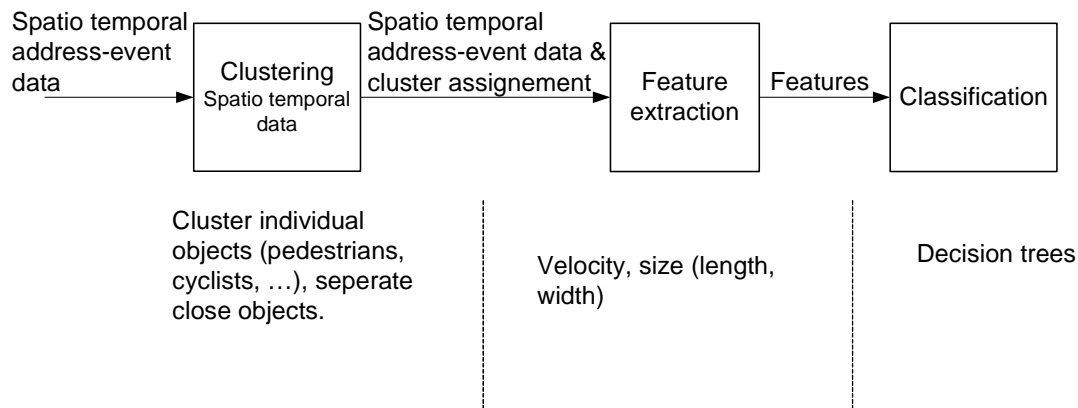 Spatio temporal
address-event
data
Clustering
Spatio temporal
data
Spatio temporal
address-event data &
cluster assignement
Feature
extraction
Features
Classification
Cluster individual
objects (pedestrians,
cyclists, …), seperate
close objects.
Velocity, size (length,
width)
Decision trees